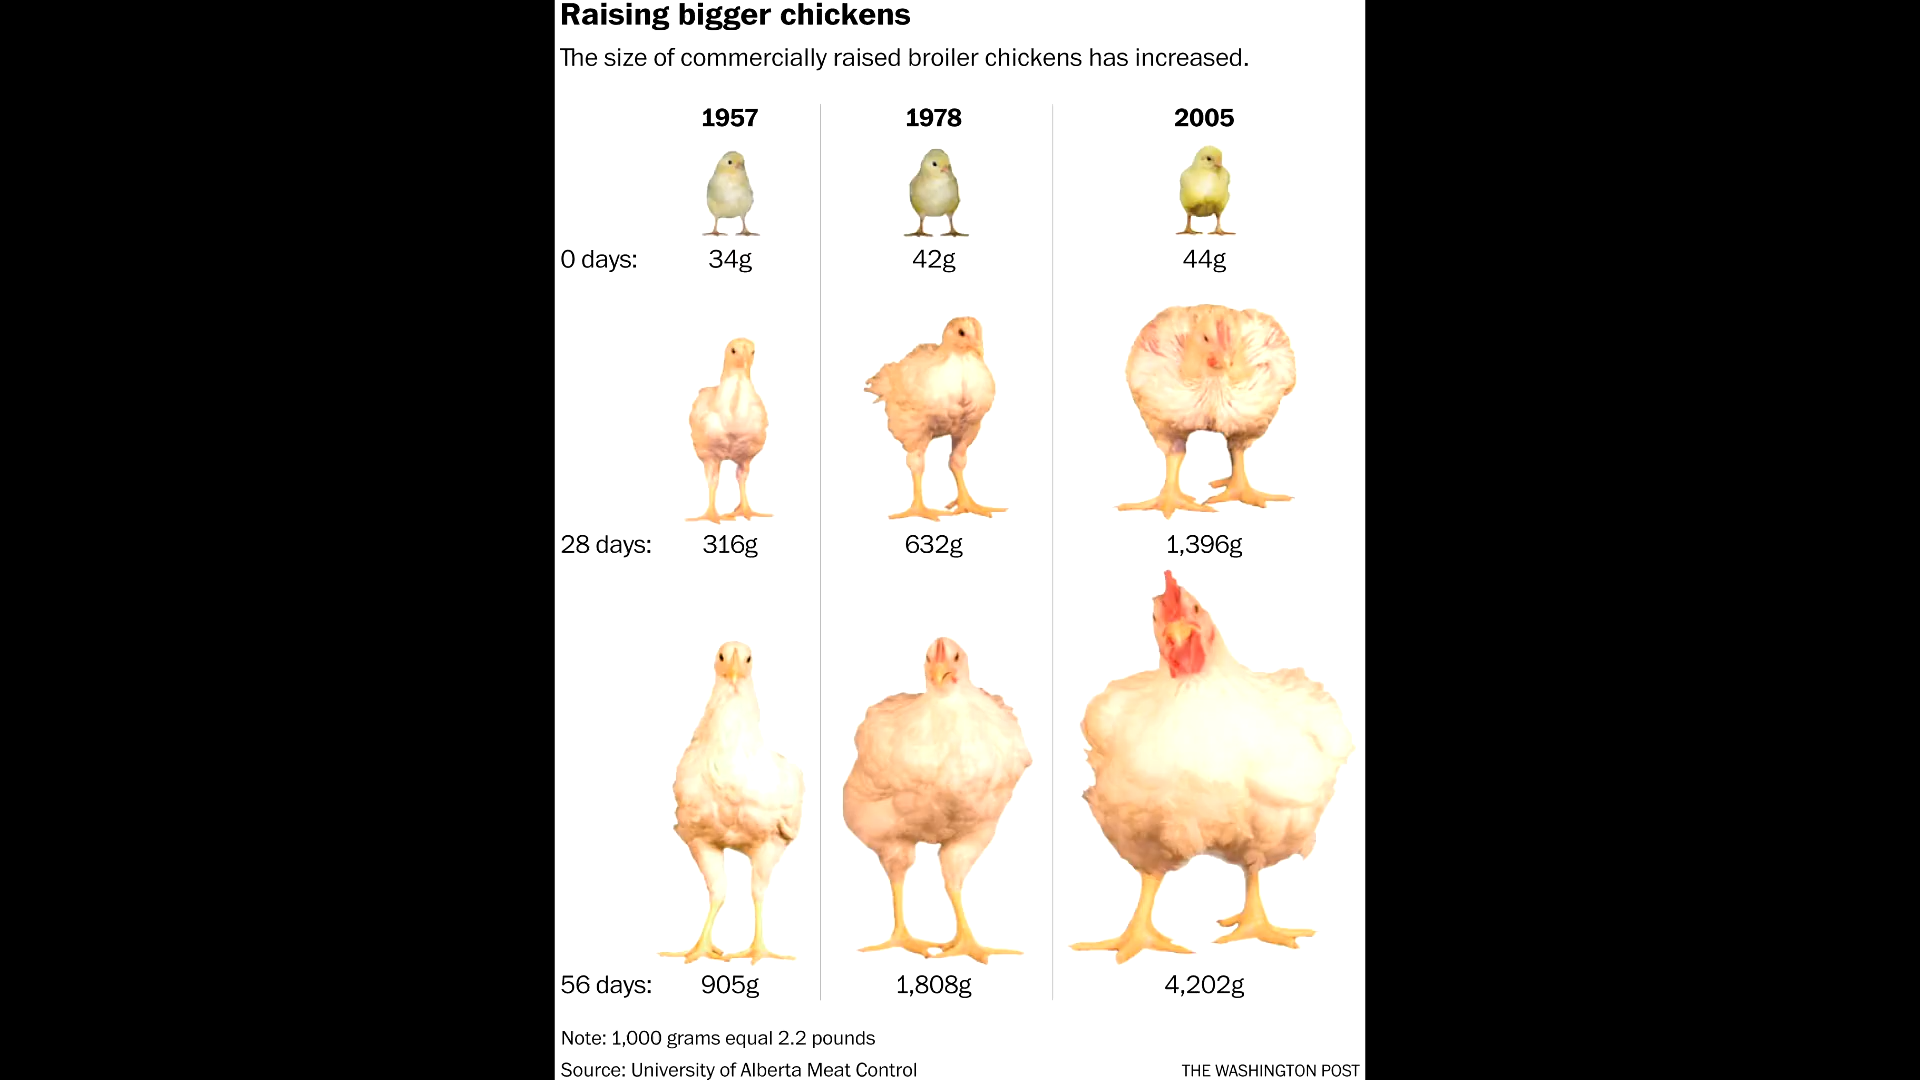 Raising bigger chickens
The size of commercially raised broiler chickens has increased.
1957 1978 2005
0 days: 34g 42g 44g
28 days: 316g 632g 1,396g
56 days: 905g 1,808g 4,202g
Note: 1,000 grams equal 2.2 pounds
Source: University of Alberta Meat Control THE WASHINGTON POST